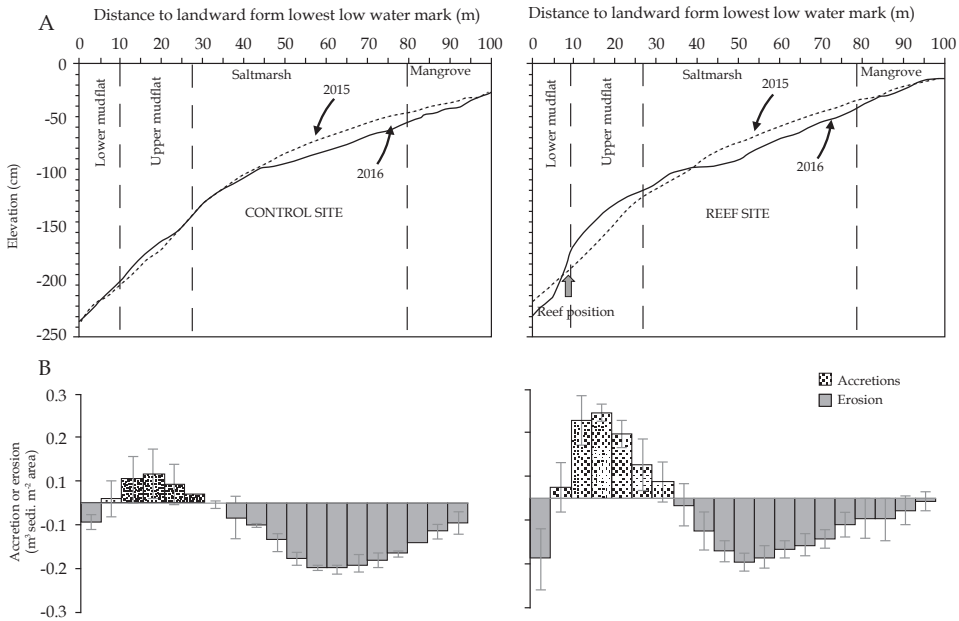 A
Distance to landward form lowest low water mark (m)
0 10 20 30 40 50 60 70 80 90 100
Elevation (cm)
0
-50
-100
-150
-200
-250
Lower mudflat
Upper mudflat
Saltmarsh
Mangrove
2015
2016
CONTROL SITE
Distance to landward form lowest low water mark (m)
0 10 20 30 40 50 60 70 80 90 100
Lower mudflat
Upper mudflat
Saltmarsh
Mangrove
2015
2016
REEF SITE
Reef position
B
Accretion or erosion
(m³ sedi. m⁻² area)
0.3
0.2
0.1
-0.1
-0.2
-0.3
Accretions
Erosion